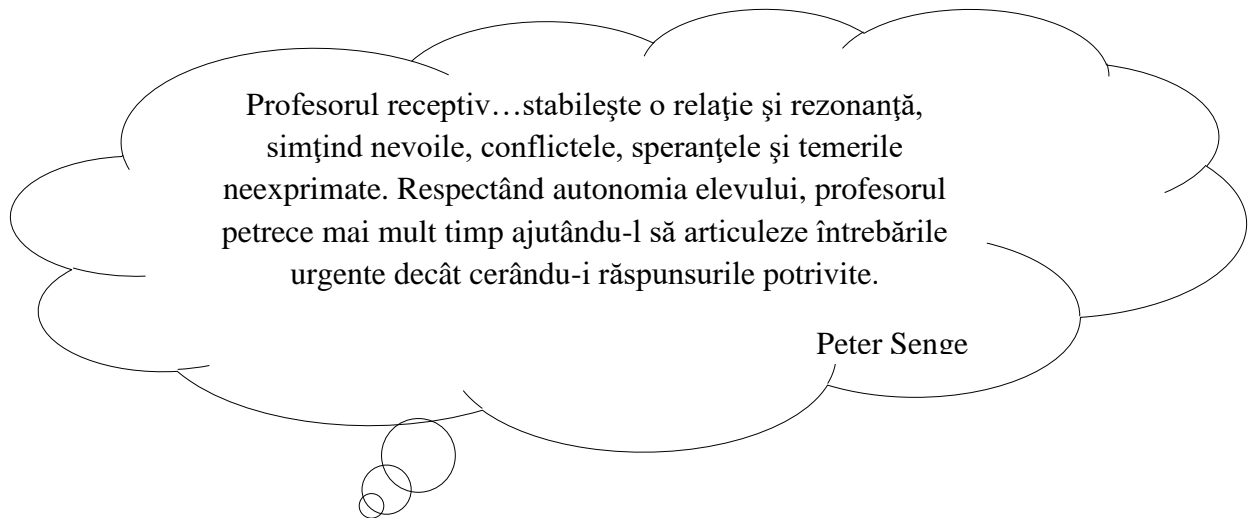 Profesorul receptiv…stabileşte o relaţie şi rezonanţă,
simţind nevoile, conflictele, speranţele şi temerile
neexprimate. Respectând autonomia elevului, profesorul
petrece mai mult timp ajutându-l să articuleze întrebările
urgente decât cerându-i răspunsurile potrivite.
Peter Senge